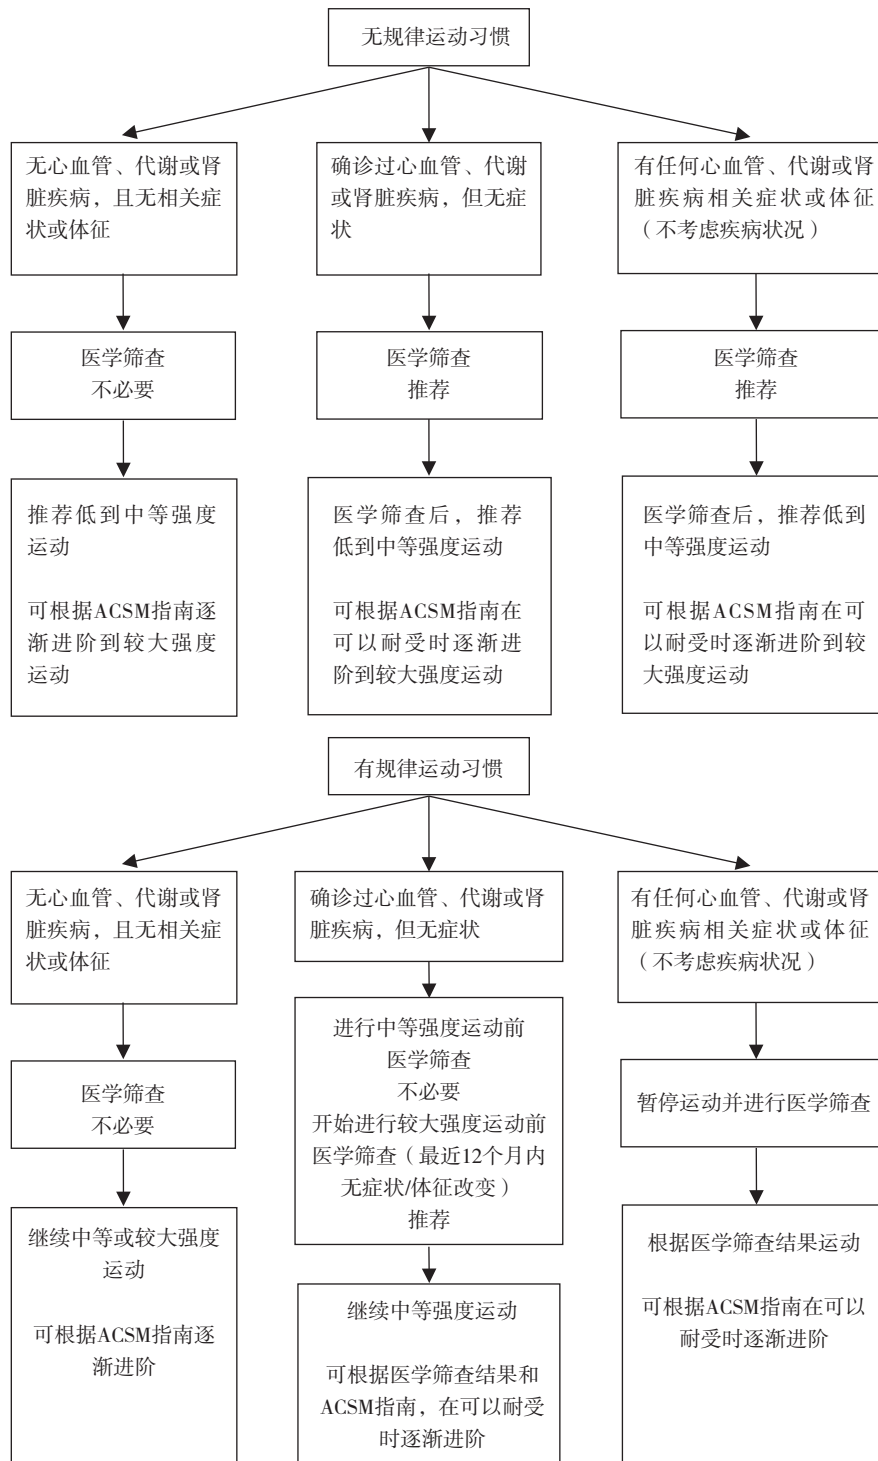 无规律运动习惯
无心血管、代谢或肾
脏疾病，且无相关症
状或体征
确诊过心血管、代谢
或肾脏疾病，但无症
状
有任何心血管、代谢或肾
脏疾病相关症状或体征
（不考虑疾病状况）
医学筛查
不必要
医学筛查
推荐
医学筛查
推荐
推荐低到中等强度
运动
可根据ACSM指南逐
渐进阶到较大强度
运动
医学筛查后，推荐
低到中等强度运动
可根据ACSM指南在
可以耐受时逐渐进
阶到较大强度运动
医学筛查后，推荐低到
中等强度运动
可根据ACSM指南在可
以耐受时逐渐进阶到较
大强度运动
有规律运动习惯
无心血管、代谢或肾
脏疾病，且无相关症
状或体征
确诊过心血管、代谢或肾
脏疾病，但无症状
有任何心血管、代谢或肾
脏疾病相关症状或体征
（不考虑疾病状况）
医学筛查
不必要
进行中等强度运动前
医学筛查
不必要
开始进行较大强度运动前
医学筛查（最近12个月内
无症状/体征改变）
推荐
暂停运动并进行医学筛查
继续中等或较大强度
运动
可根据ACSM指南逐
渐进阶
继续中等强度运动
可根据医学筛查结果和
ACSM指南，在可以耐受
时逐渐进阶
根据医学筛查结果运动
可根据ACSM指南在可以
耐受时逐渐进阶